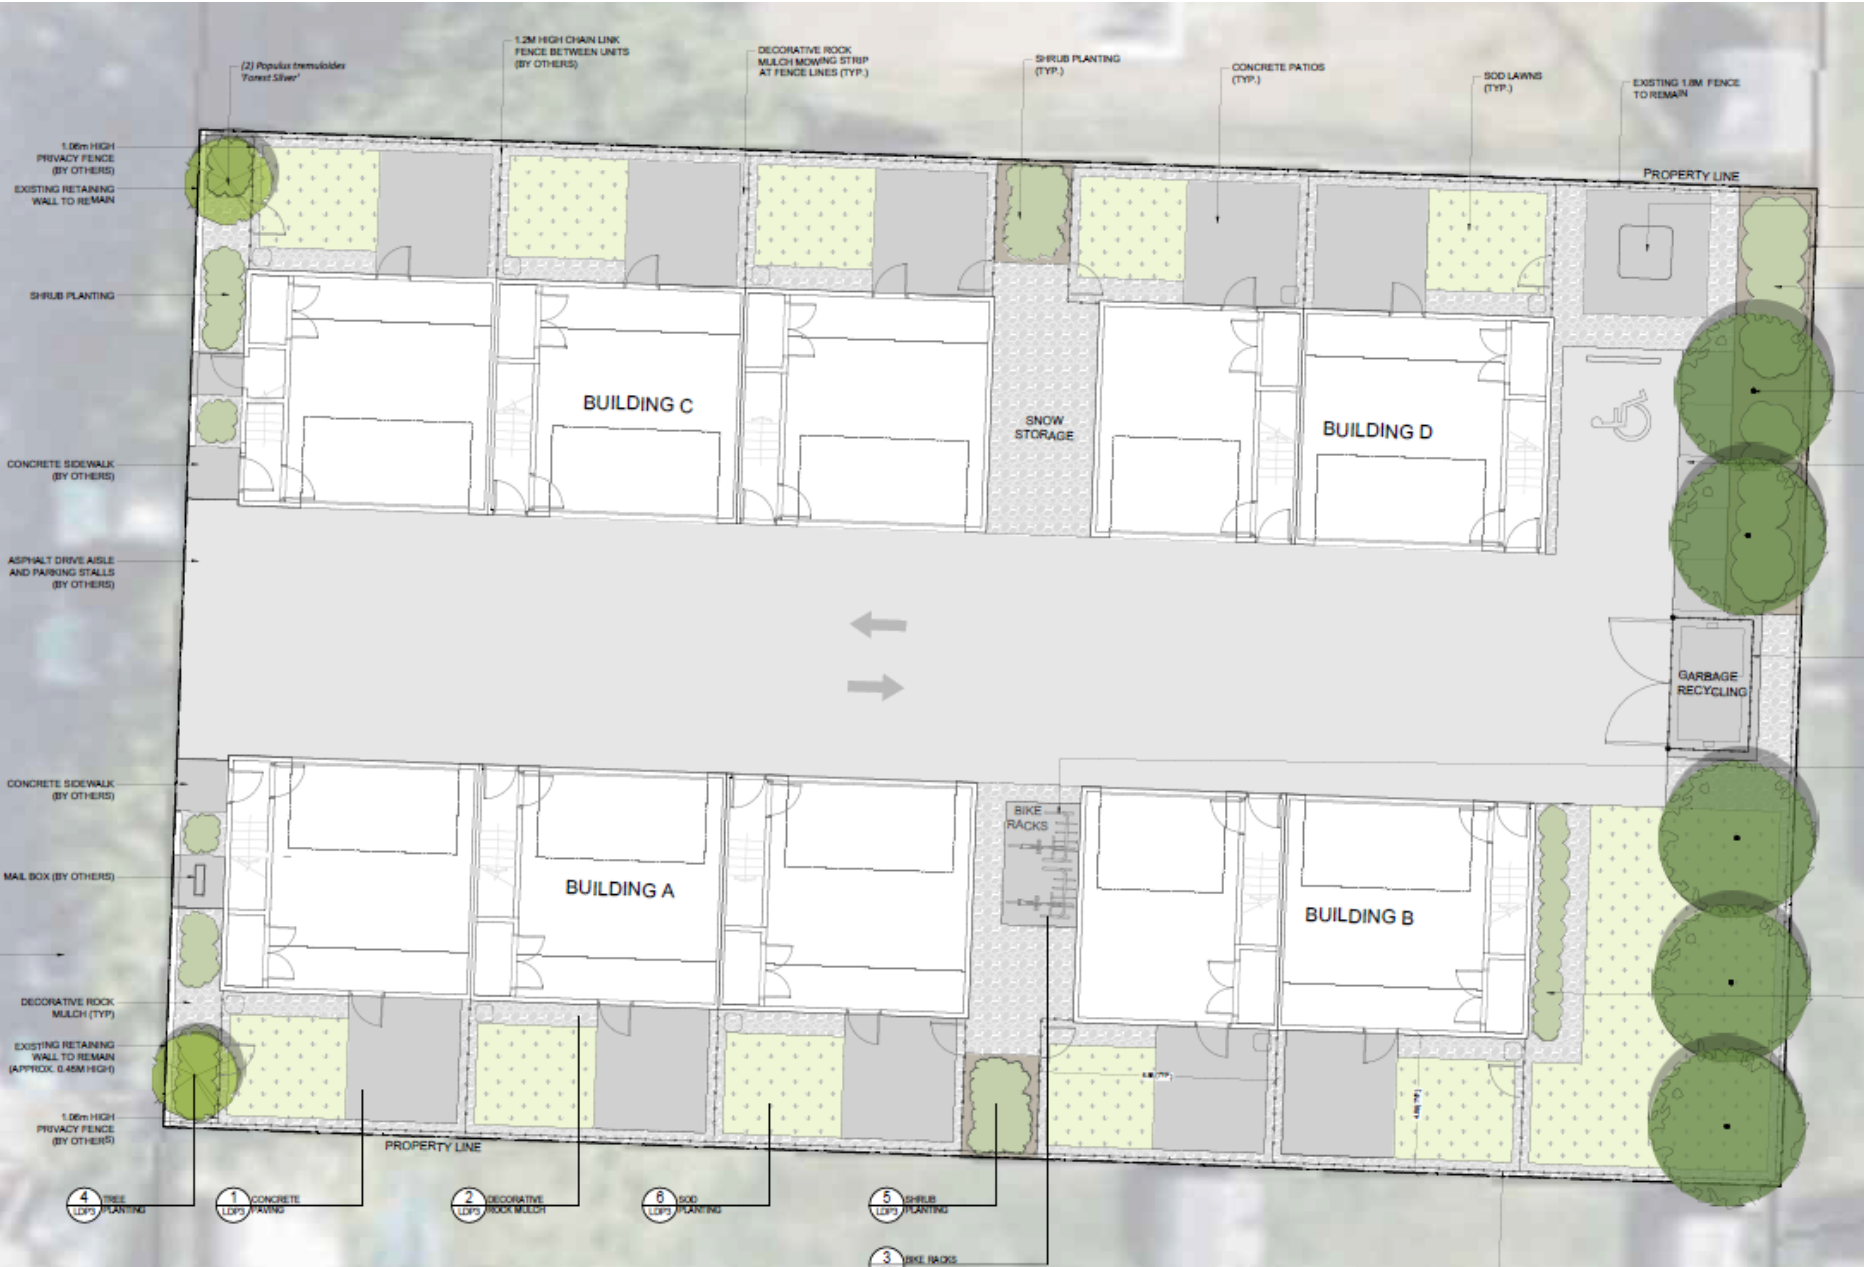 (2) Populus tremuloides
'Forest Silver'
1.2M HIGH CHAIN LINK
FENCE BETWEEN UNITS
(BY OTHERS)
DECORATIVE ROCK
MULCH MOWING STRIP
AT FENCE LINES (TYP.)
SHRUB PLANTING
(TYP.)
CONCRETE PATIOS
(TYP.)
SOD LAWNS
(TYP.)
EXISTING 1.8M FENCE
TO REMAIN
1.06m HIGH
PRIVACY FENCE
(BY OTHERS)
EXISTING RETAINING
WALL TO REMAIN
PROPERTY LINE
SHRUB PLANTING
BUILDING C
SNOW
STORAGE
BUILDING D
CONCRETE SIDEWALK
(BY OTHERS)
ASPHALT DRIVE AISLE
AND PARKING STALLS
(BY OTHERS)
GARBAGE
RECYCLING
CONCRETE SIDEWALK
(BY OTHERS)
BIKE
RACKS
MAIL BOX (BY OTHERS)
BUILDING A
BUILDING B
DECORATIVE ROCK
MULCH (TYP)
EXISTING RETAINING
WALL TO REMAIN
(APPROX. 0.45M HIGH)
1.06m HIGH
PRIVACY FENCE
(BY OTHERS)
PROPERTY LINE
4
LDP3
TREE
PLANTING
1
LDP3
CONCRETE
PAVING
2
LDP3
DECORATIVE
ROCK MULCH
6
LDP3
SOD
PLANTING
5
LDP3
SHRUB
PLANTING
3
BIKE RACKS